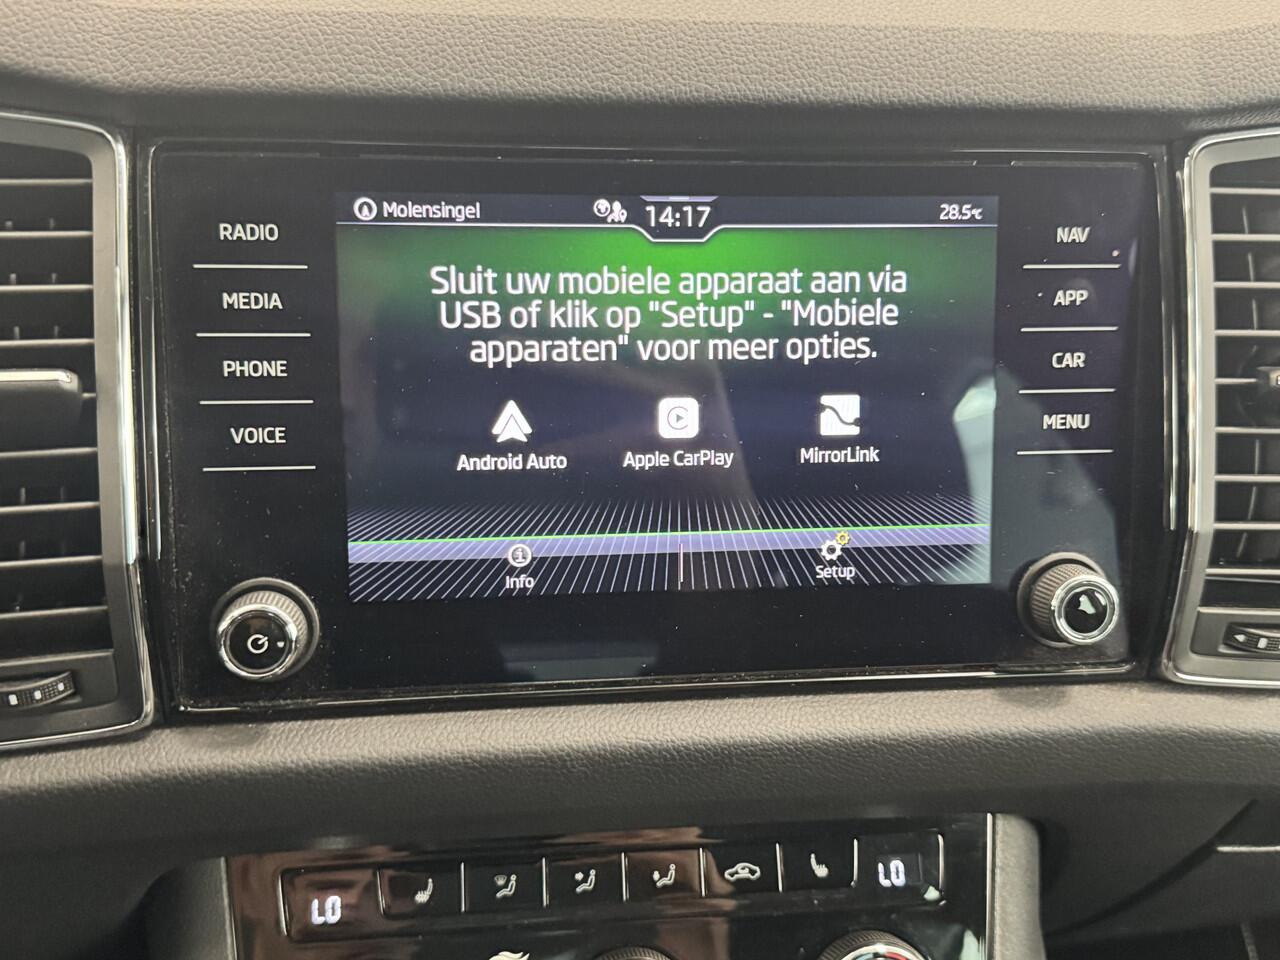 Molensingel
14:17
28.5°C
RADIO
MEDIA
PHONE
VOICE
NAV
APP
CAR
MENU
Sluit uw mobiele apparaat aan via
USB of klik op "Setup" - "Mobiele
apparaten" voor meer opties.
Android Auto
Apple CarPlay
MirrorLink
Info
Setup
LO
LO